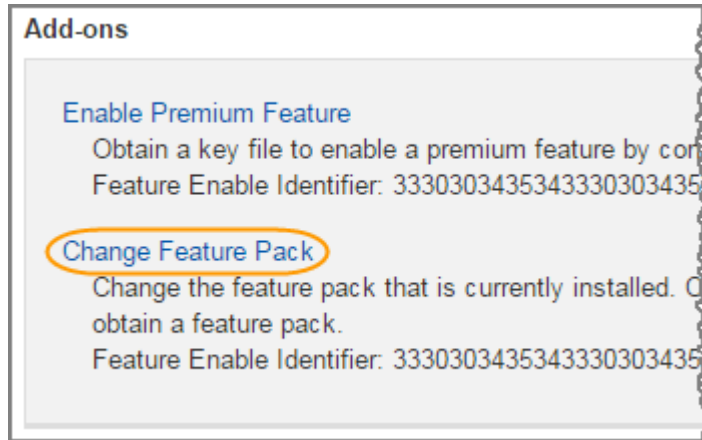 Add-ons
Enable Premium Feature
Obtain a key file to enable a premium feature by
Feature Enable Identifier: 3330303435343330303435
Change Feature Pack
Change the feature pack that is currently installed.
obtain a feature pack.
Feature Enable Identifier: 3330303435343330303435